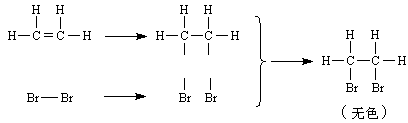 H H
H—C=C—H
Br—Br
H H
H—C—C—H
Br Br
H H
H—C—C—H
Br Br
（无色）